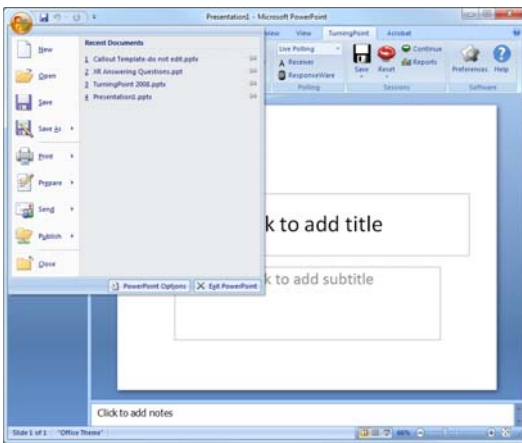 Presentation1 - Microsoft PowerPoint
View TurningPoint Acrobat
New
Open
Save
Save As
Print
Prepare
Send
Publish
Close
Recent Documents
1 Callout Template-do not edit.pptx
2 XR Answering Questions.ppt
3 TurningPoint 2008.pptx
4 Presentation1.pptx
PowerPoint Options Exit PowerPoint
Live Polling
Receiver
ResponseWare
Polling
Save Reset
Continue
Reports
Sessions
Preferences Help
Software
k to add title
k to add subtitle
Click to add notes
Slide 1 of 1 "Office Theme" 66%